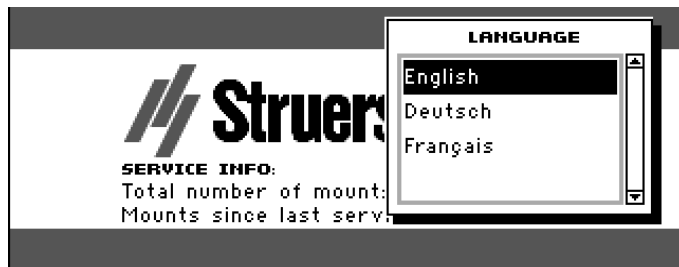 LANGUAGE
English
Deutsch
Français
Struers
SERVICE INFO:
Total number of mount
Mounts since last serv